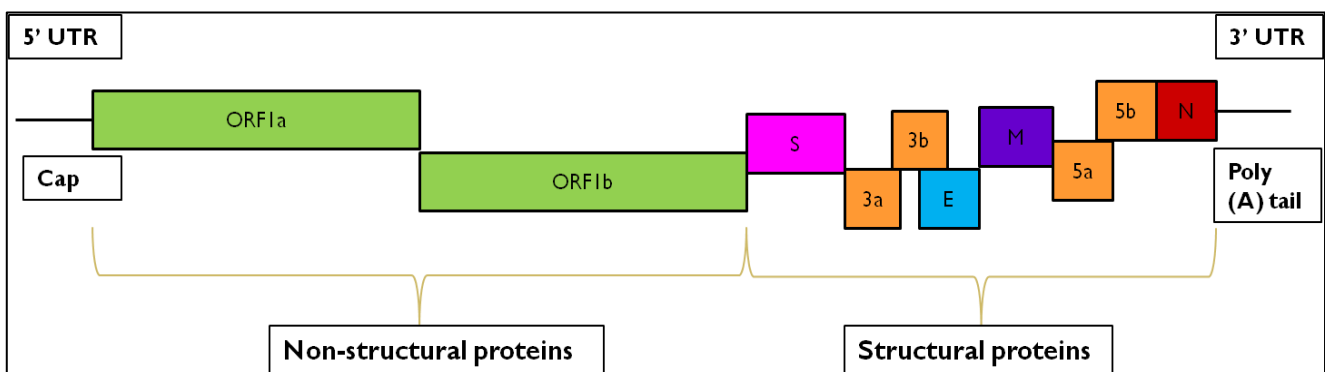 5’ UTR
3’ UTR
ORF1a
ORF1b
S
3a
3b
E
M
5a
5b
N
Cap
Poly
(A) tail
Non-structural proteins
Structural proteins